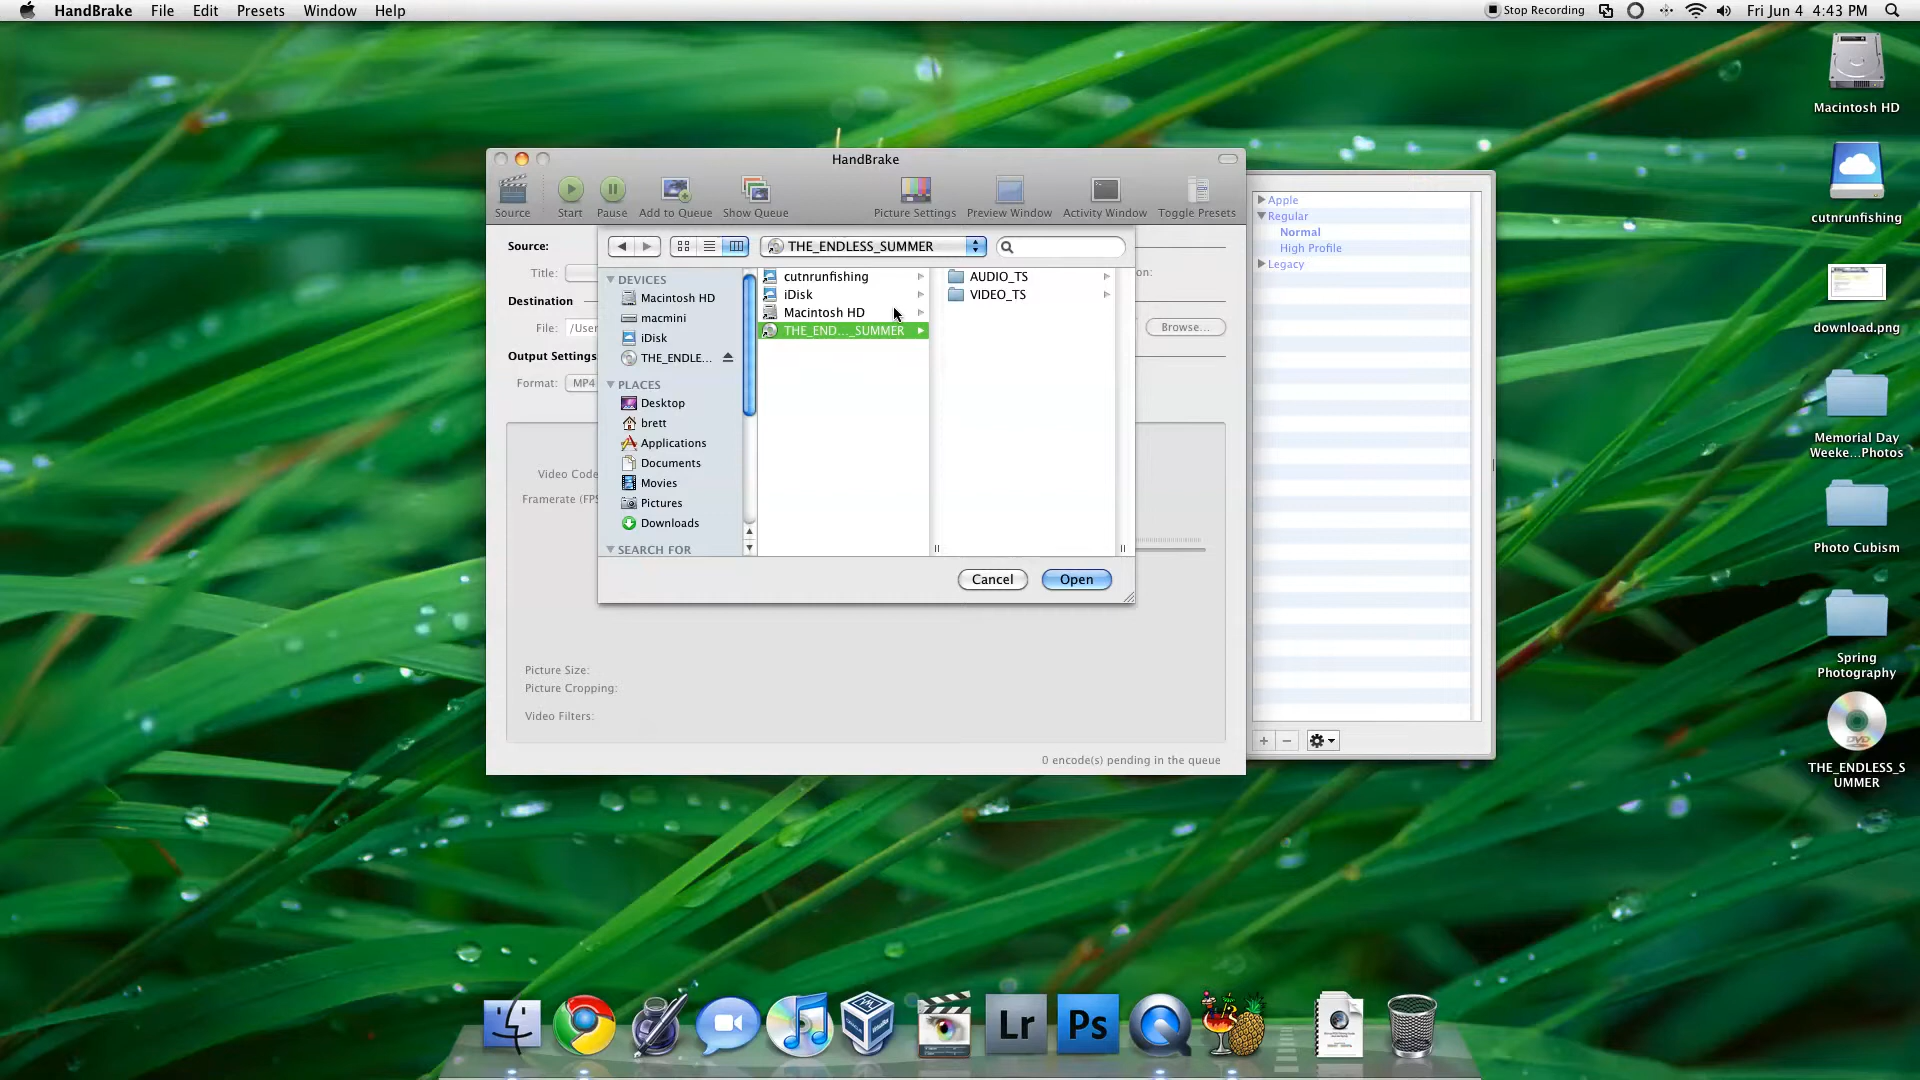 HandBrake File Edit Presets Window Help
Stop Recording Fri Jun 4 4:43 PM
Macintosh HD
cutnrunfishing
download.png
Memorial Day
Weeke...Photos
Photo Cubism
Spring
Photography
DVD
THE_ENDLESS_S
UMMER
HandBrake
Source Start Pause Add to Queue Show Queue Picture Settings Preview Window Activity Window Toggle Presets
Source:
Title:
on:
Destination
File: /User
Browse...
Output Settings
Format: MP4
Video Code
Framerate (FPS
Picture Size:
Picture Cropping:
Video Filters:
0 encode(s) pending in the queue
THE_ENDLESS_SUMMER
DEVICES
Macintosh HD
macmini
iDisk
THE_ENDLE...
PLACES
Desktop
brett
Applications
Documents
Movies
Pictures
Downloads
SEARCH FOR
cutnrunfishing
iDisk
Macintosh HD
THE_END..._SUMMER
AUDIO_TS
VIDEO_TS
Cancel Open
Apple
Regular
Normal
High Profile
Legacy
Lr
Ps